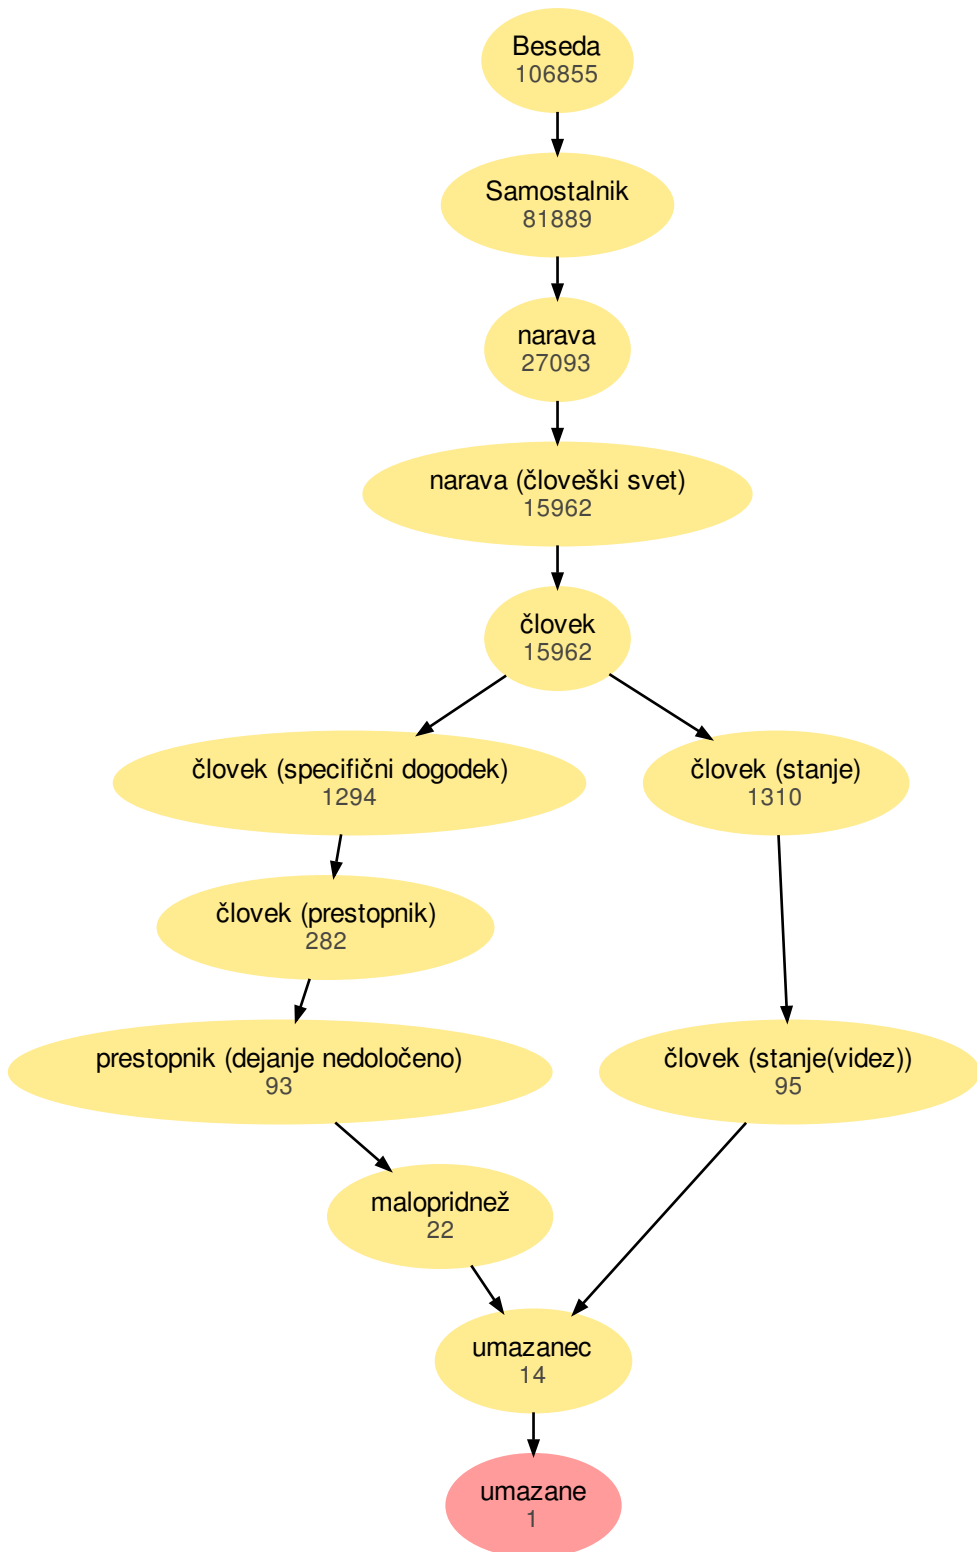 Beseda
106855
Samostalnik
81889
narava
27093
narava (človeški svet)
15962
človek
15962
človek (specifični dogodek)
1294
človek (stanje)
1310
človek (prestopnik)
282
prestopnik (dejanje nedoločeno)
93
človek (stanje(videz))
95
malopridnež
22
umazanec
14
umazane
1